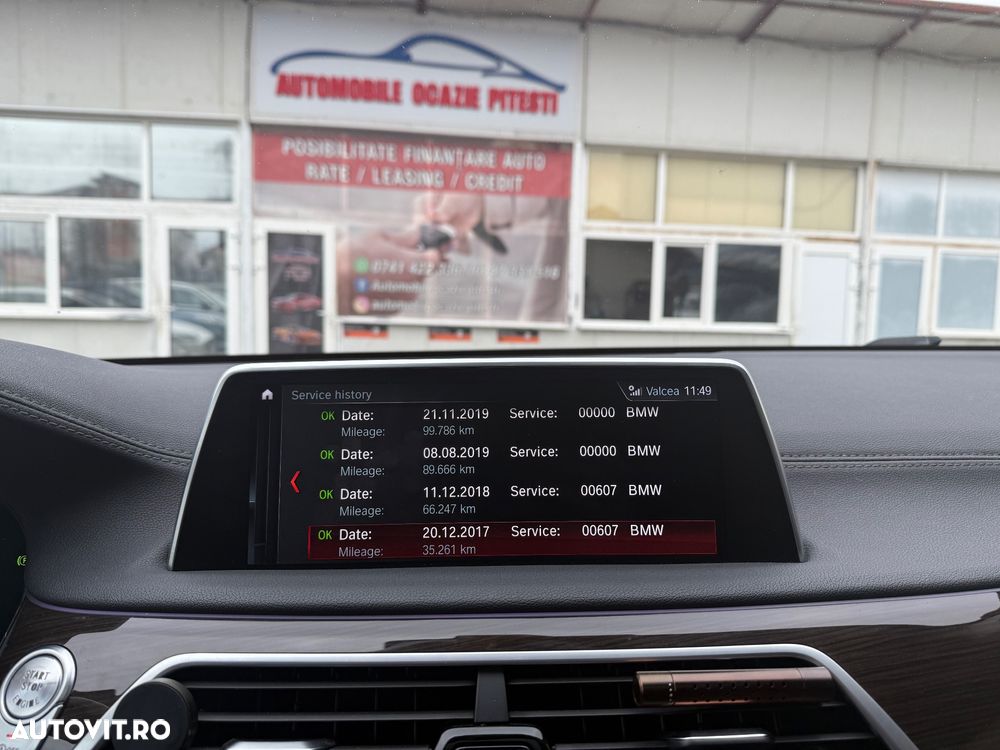 AUTOMOBILE OCAZIE PITESTI
POSIBILITATE FINANTARE AUTO
RATE / LEASING / CREDIT
0741
Service history
Valcea 11:49
OK Date: 21.11.2019 Service: 00000 BMW
Mileage: 99.786 km
OK Date: 08.08.2019 Service: 00000 BMW
Mileage: 89.666 km
OK Date: 11.12.2018 Service: 00607 BMW
Mileage: 66.247 km
OK Date: 20.12.2017 Service: 00607 BMW
Mileage: 35.261 km
START
STOP
ENGINE
AUTOVIT.RO